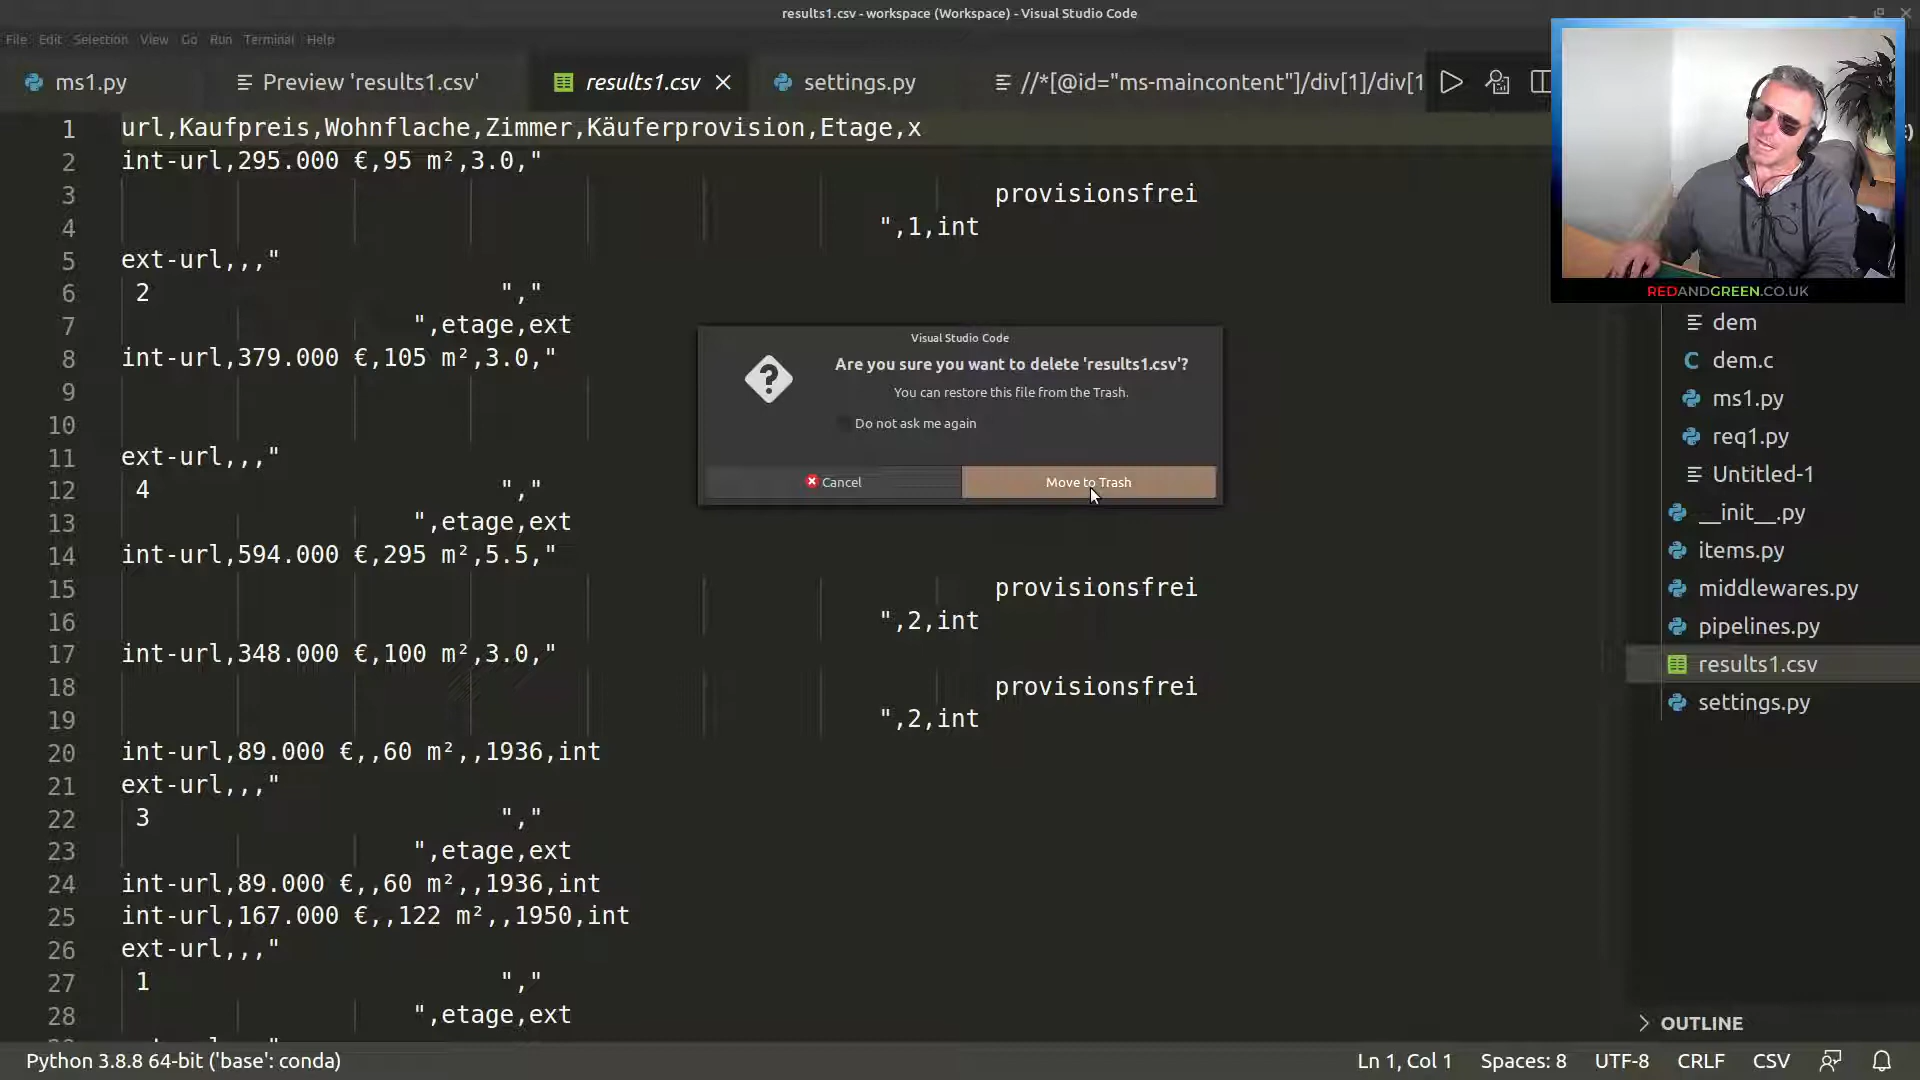 results1.csv - workspace (Workspace) - Visual Studio Code
File Edit Selection View Go Run Terminal Help
ms1.py
Preview 'results1.csv'
results1.csv
settings.py
//*[@id="ms-maincontent"]/div[1]/div[1
1 url,Kaufpreis,Wohnflache,Zimmer,Käuferprovision,Etage,x
2 int-url,295.000 €,95 m²,3.0,"
3 provisionsfrei
4 ",1,int
5 ext-url,,,"
6 2 ","
7 ",etage,ext
8 int-url,379.000 €,105 m²,3.0,"
9
10
11 ext-url,,,"
12 4 ","
13 ",etage,ext
14 int-url,594.000 €,295 m²,5.5,"
15 provisionsfrei
16 ",2,int
17 int-url,348.000 €,100 m²,3.0,"
18 provisionsfrei
19 ",2,int
20 int-url,89.000 €,,60 m²,,1936,int
21 ext-url,,,"
22 3 ","
23 ",etage,ext
24 int-url,89.000 €,,60 m²,,1936,int
25 int-url,167.000 €,,122 m²,,1950,int
26 ext-url,,,"
27 1 ","
28 ",etage,ext
Visual Studio Code
Are you sure you want to delete 'results1.csv'?
You can restore this file from the Trash.
Do not ask me again
Cancel
Move to Trash
REDANDGREEN.CO.UK
dem
C dem.c
ms1.py
req1.py
Untitled-1
__init__.py
items.py
middlewares.py
pipelines.py
results1.csv
settings.py
OUTLINE
Python 3.8.8 64-bit ('base': conda)
Ln 1, Col 1
Spaces: 8
UTF-8
CRLF
CSV